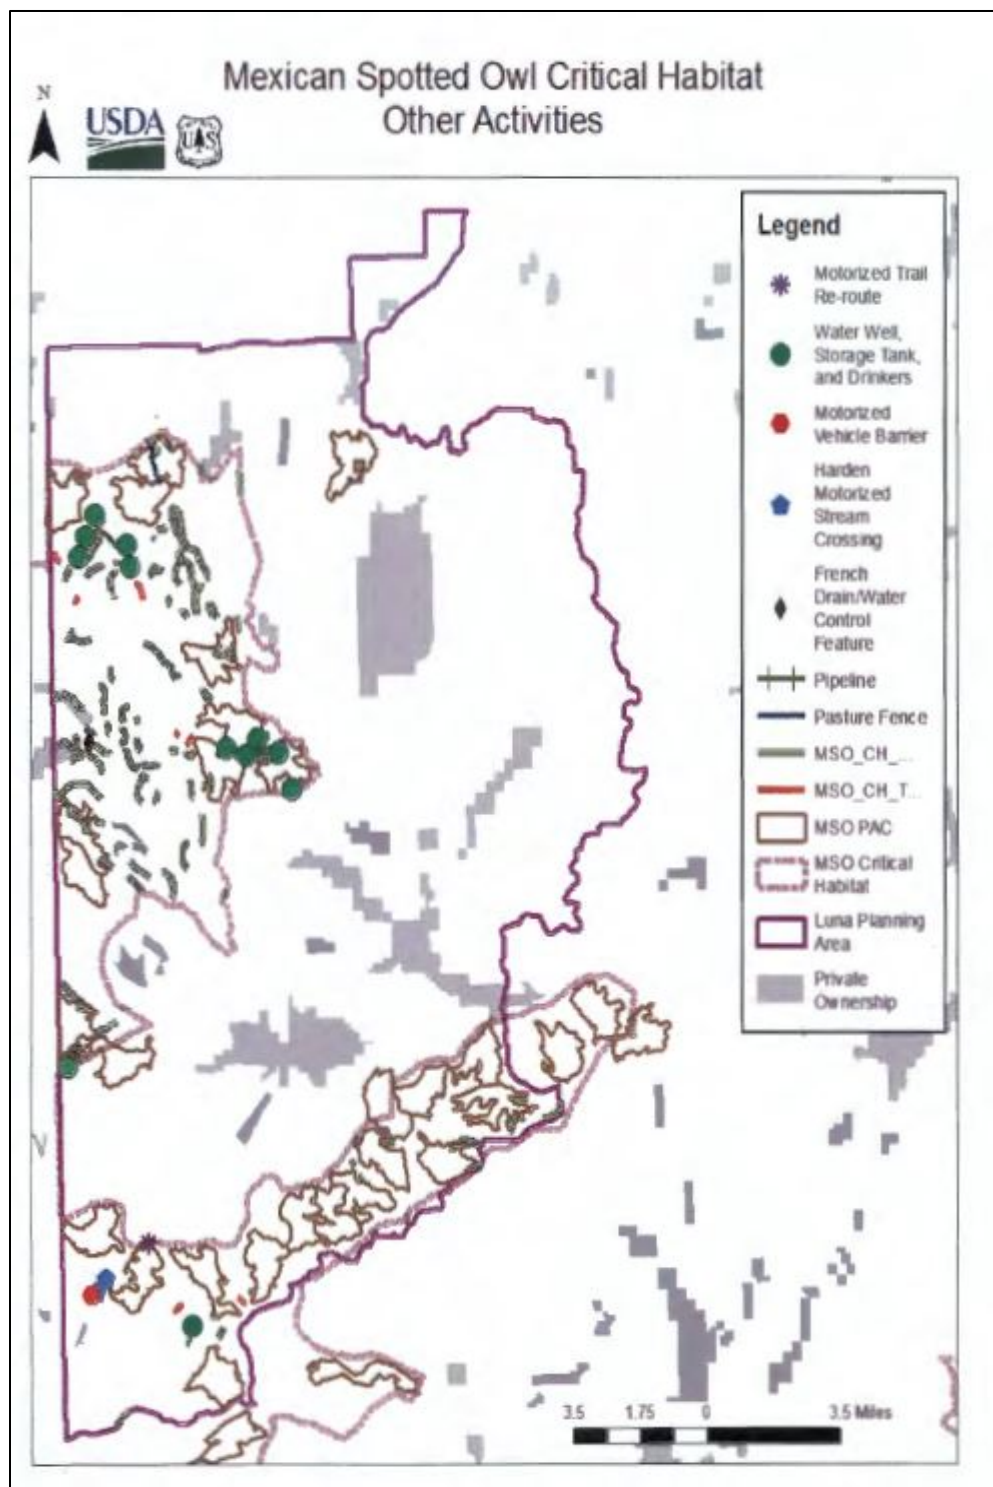 Mexican Spotted Owl Critical Habitat
Other Activities
N
USDA
U S
Legend
Motorized Trail
Re-route
Water Well,
Storage Tank,
and Drinkers
Motorized
Vehicle Barrier
Harden
Motorized
Stream
Crossing
French
Drain/Water
Control
Feature
Pipeline
Pasture Fence
MSO_CH_...
MSO_CH_T...
MSO PAC
MSO Critical
Habitat
Luna Planning
Area
Private
Ownership
3.5 1.75 0 3.5 Miles